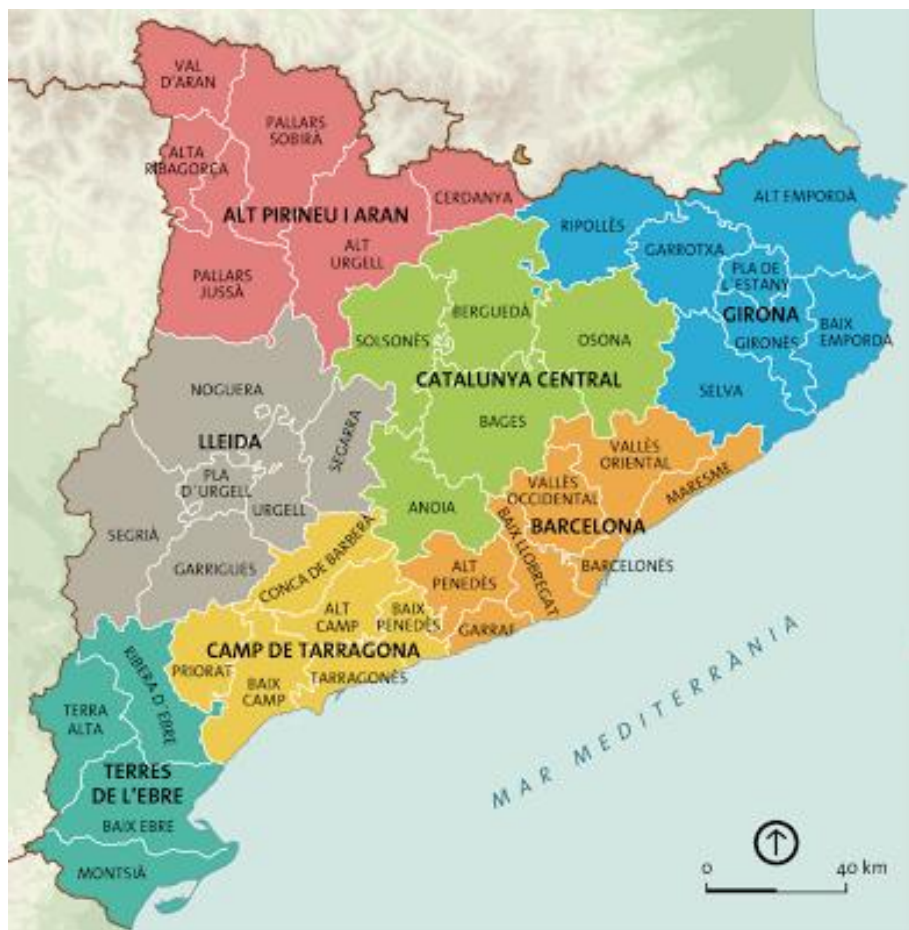 VAL
D'ARAN
PALLARS
SOBIRÀ
ALTA
RIBAGORÇA
CERDANYA
ALT PIRINEU I ARAN
ALT
URGELL
PALLARS
JUSSÀ
RIPOLLÈS
ALT EMPORDÀ
GARROTXA
PLA DE
L'ESTANY
GIRONA
GIRONÈS
BAIX
EMPORDÀ
SELVA
BERGUEDÀ
SOLSONÈS
OSONA
CATALUNYA CENTRAL
BAGES
ANOIA
NOGUERA
LLEIDA
SEGARRA
PLA
D´URGELL
URGELL
SEGRIÀ
GARRIGUES
VALLÈS
ORIENTAL
VALLÈS
OCCIDENTAL
MARESME
BARCELONA
BAIX LLOBREGAT
BARCELONÈS
ALT
PENEDÈS
GARRAF
CONCA DE BARBERÀ
ALT
CAMP
BAIX
PENEDÈS
CAMP DE TARRAGONA
PRIORAT
BAIX
CAMP
TARRAGONÈS
RIBERA D´EBRE
TERRA
ALTA
TERRES
DE L'EBRE
BAIX EBRE
MONTSIÀ
MAR MEDITERRÀNIA
0 40 km